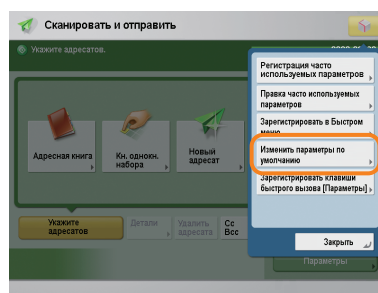 Сканировать и отправить
Укажите адресатов.
Регистрация часто
используемых параметров
Правка часто используемых
параметров
Зарегистрировать в Быстром
меню
Изменить параметры по
умолчанию
Зарегистрировать клавиши
быстрого вызова [Параметры]
Закрыть
Адресная книга
Кн. однокн.
набора
Новый
адресат
Укажите
адресатов
Детали
Удалить
адресата
Cc
Bcc
Параметры